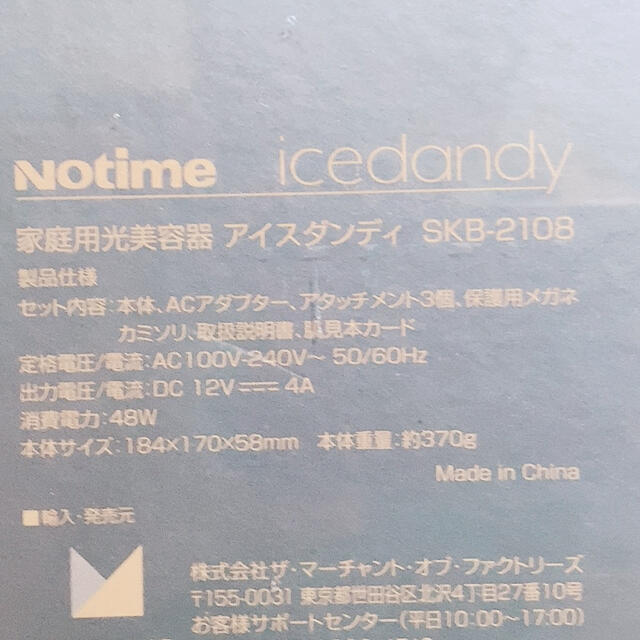 Notime icedandy
家庭用光美容器 アイスダンディ SKB-2108
製品仕様
セット内容:本体、ACアダプター、アタッチメント3個、保護用メガネ
カミソリ、取扱説明書、肌見本カード
定格電圧/電流:AC100V-240V~ 50/60Hz
出力電圧/電流:DC 12V⎓4A
消費電力:48W
本体サイズ:184×170×58mm 本体重量:約370g
Made in China
■輸入・発売元
株式会社ザ・マーチャント・オブ・ファクトリーズ
〒155-0031 東京都世田谷区北沢4丁目27番10号
お客様サポートセンター(平日10:00~17:00)